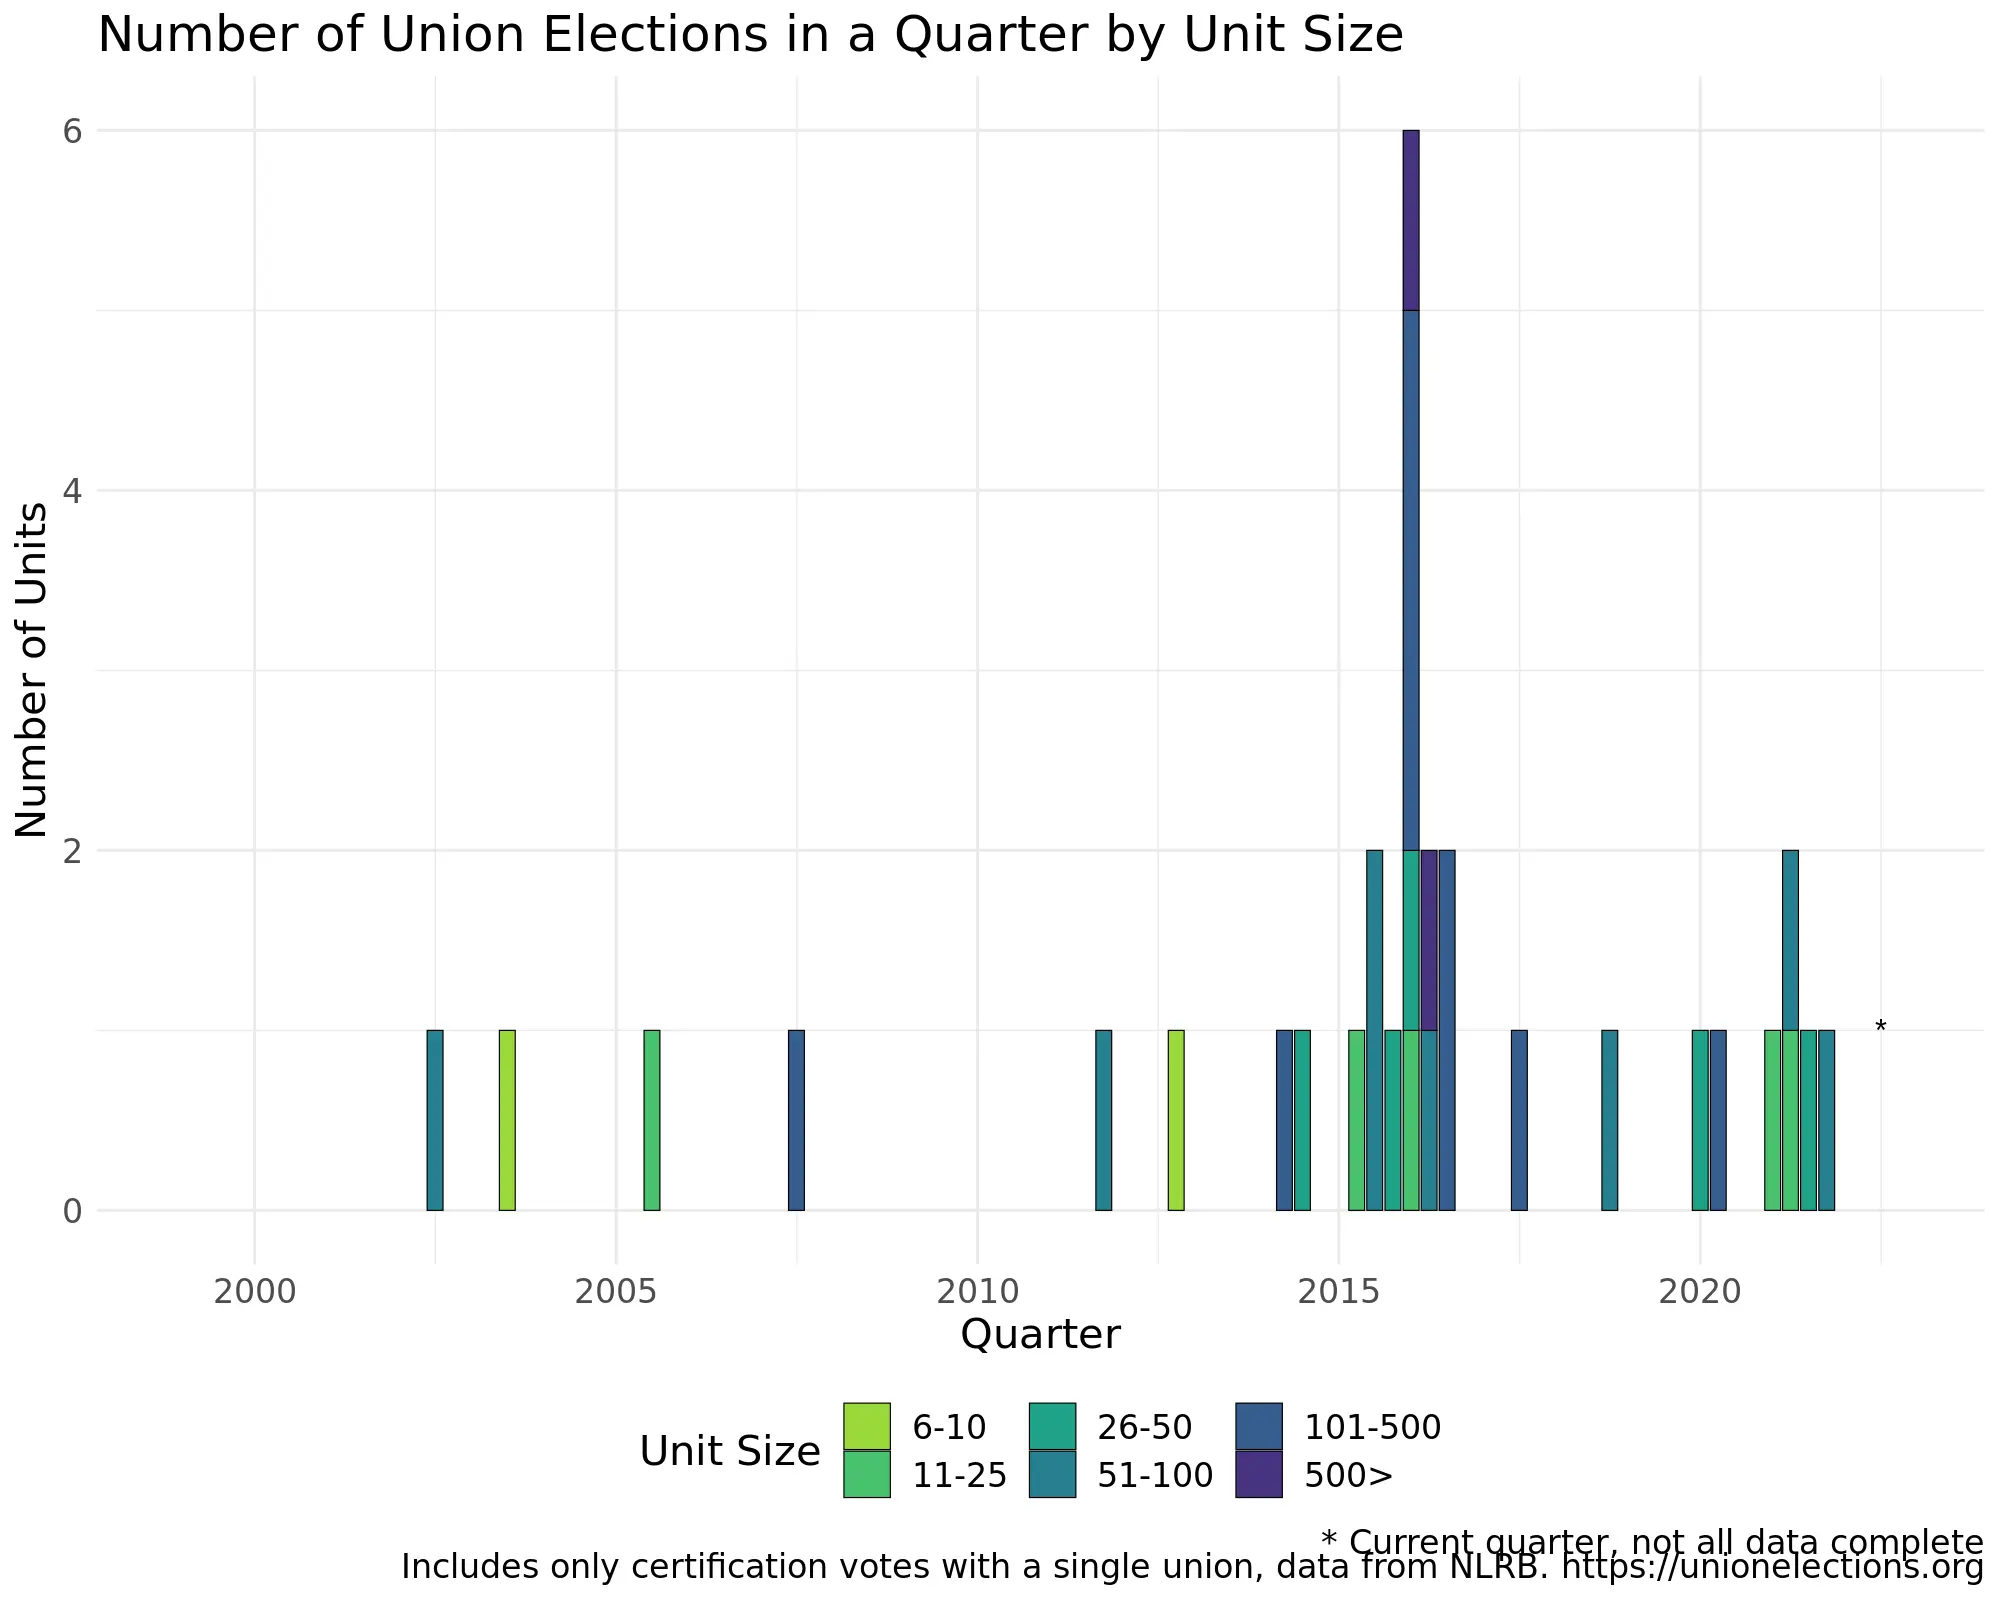 Number of Union Elections in a Quarter by Unit Size
6
4
2
0
Number of Units
*
2000 2005 2010 2015 2020
Quarter
Unit Size
6-10 26-50 101-500
11-25 51-100 500>
* Current quarter, not all data complete
Includes only certification votes with a single union, data from NLRB. https://unionelections.org